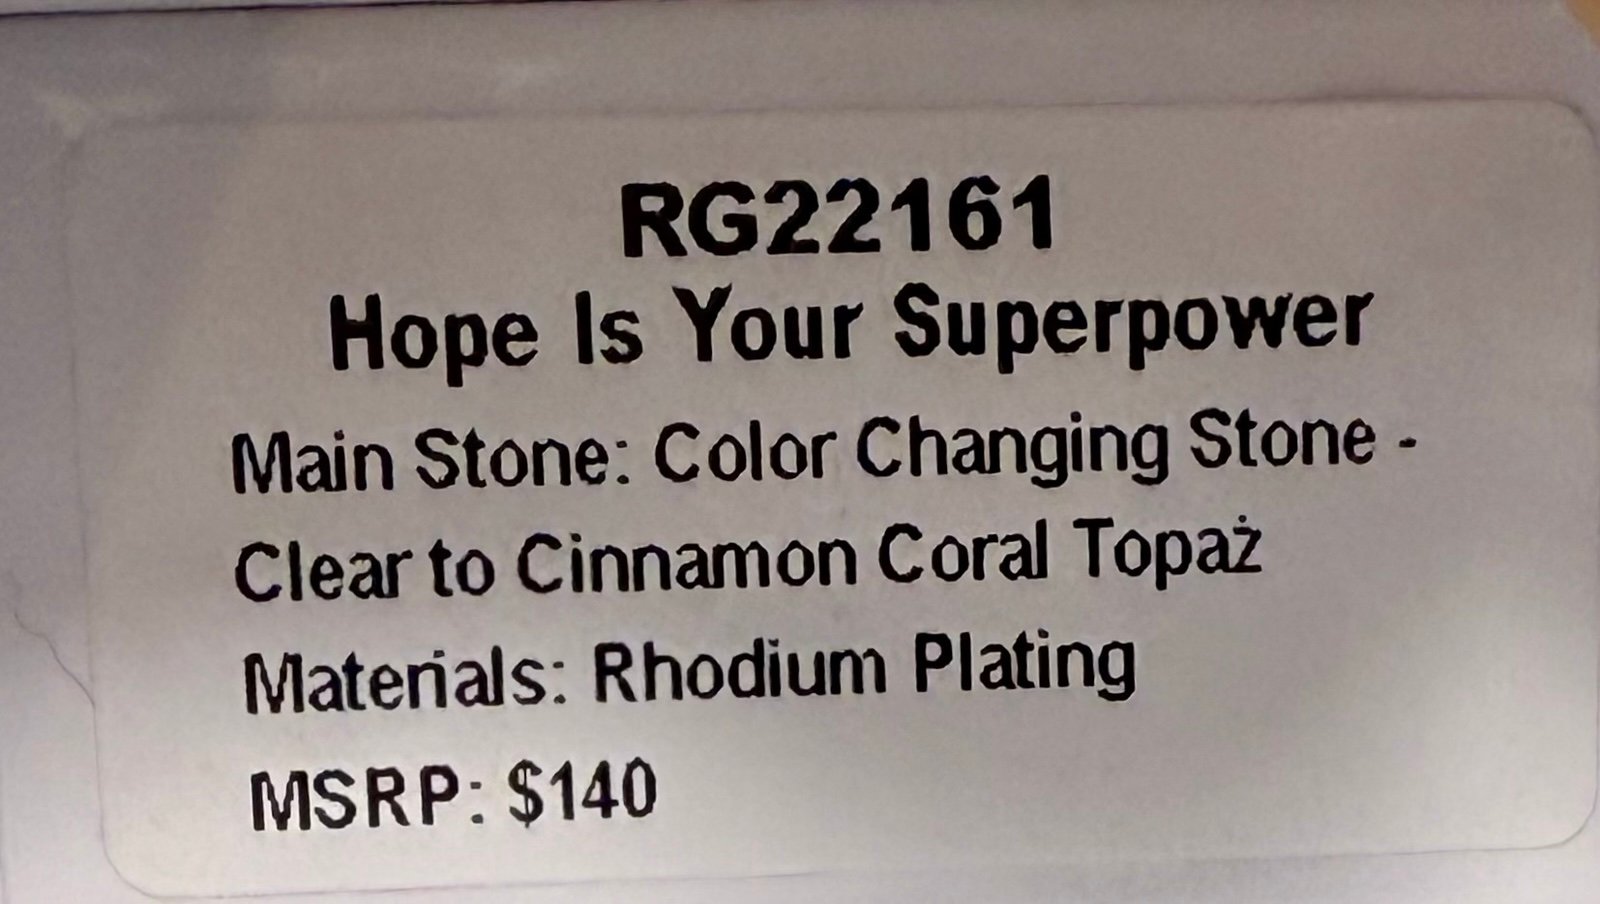 RG22161
Hope Is Your Superpower
Main Stone: Color Changing Stone -
Clear to Cinnamon Coral Topaż
Materials: Rhodium Plating
MSRP: $140